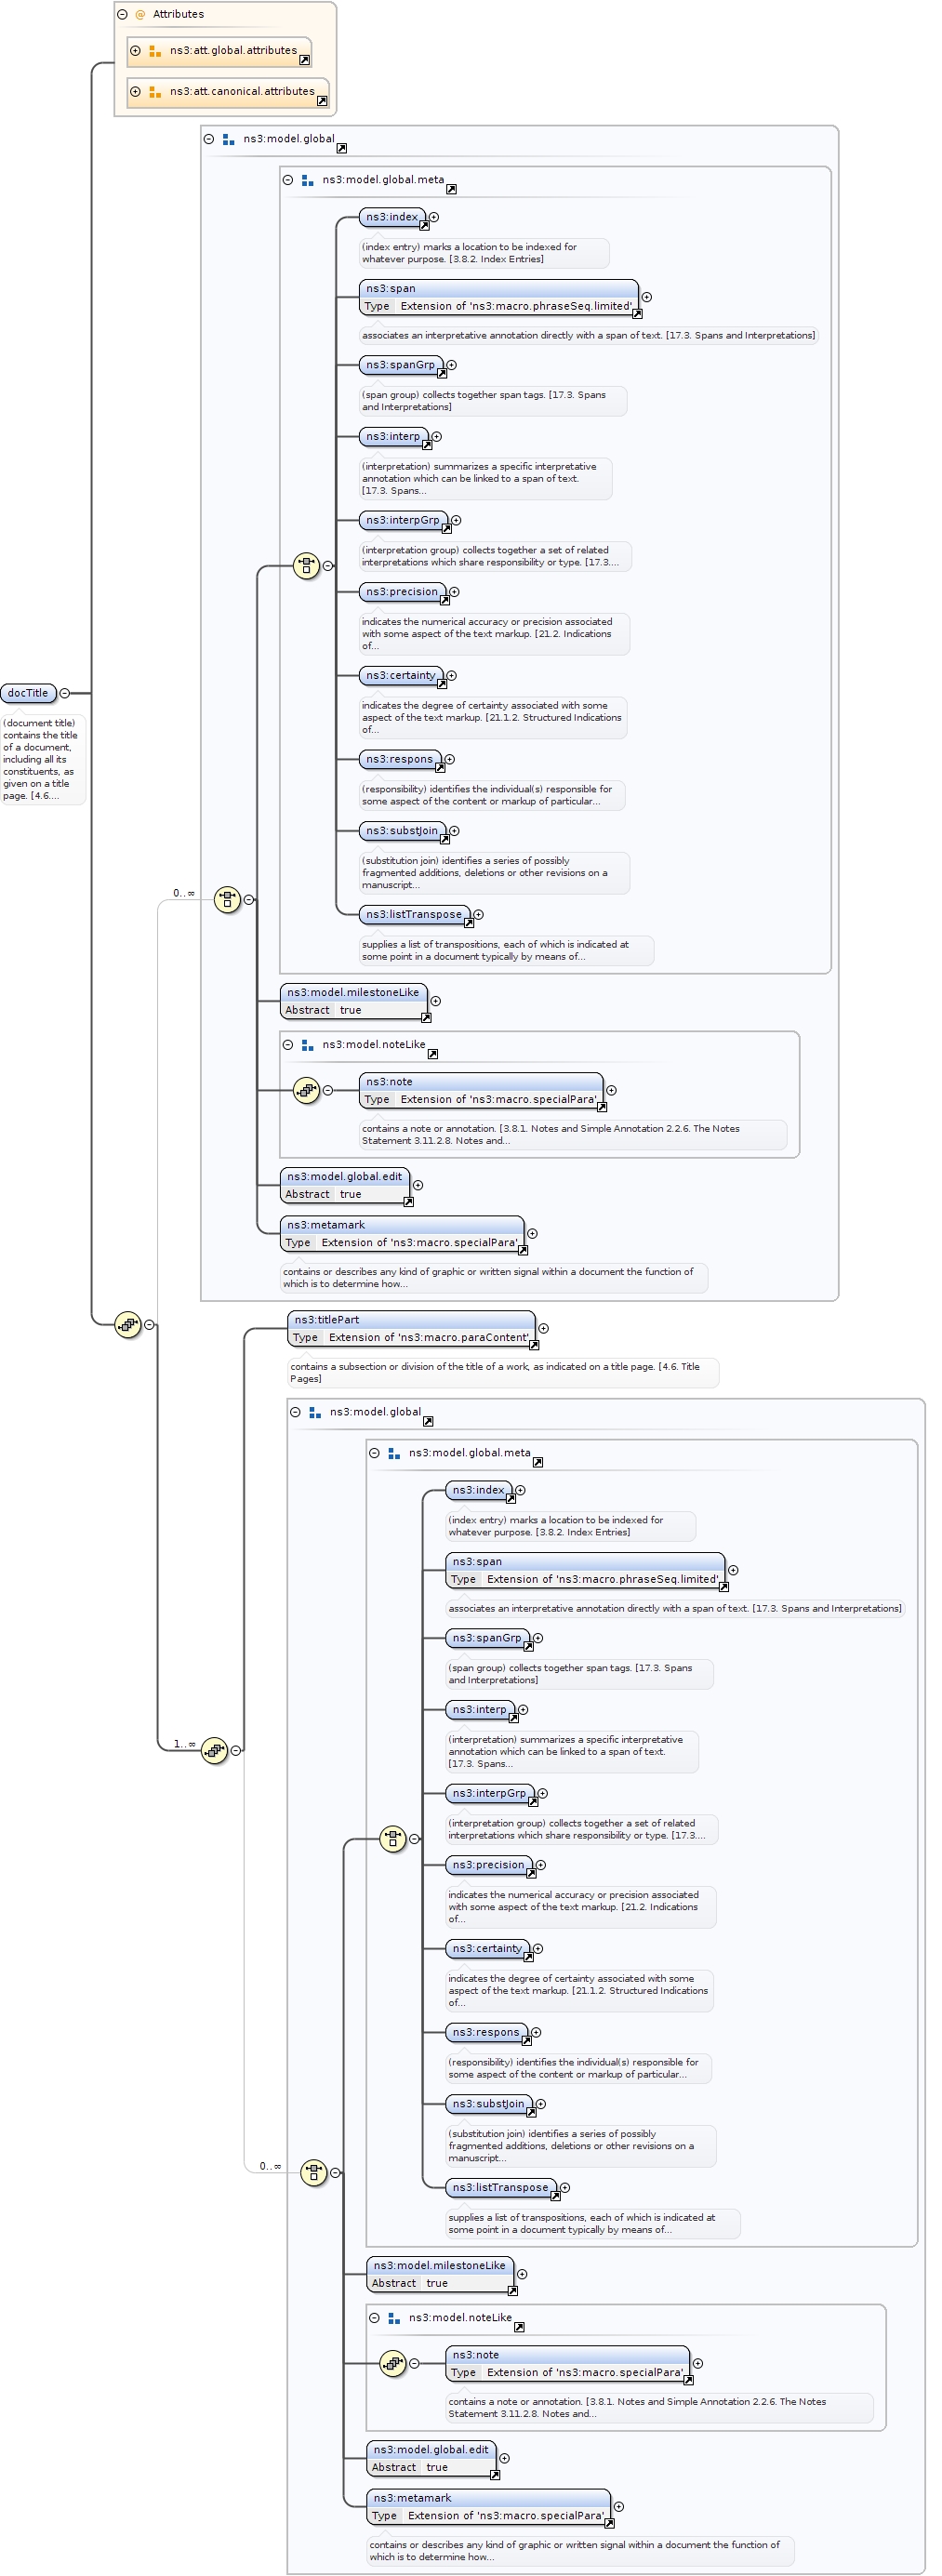 Attributes
ns3:att.global.attributes
ns3:att.canonical.attributes
ns3:model.global
ns3:model.global.meta
ns3:index
(index entry) marks a location to be indexed for
whatever purpose. [3.8.2. Index Entries]
ns3:span
Type Extension of 'ns3:macro.phraseSeq.limited'
associates an interpretative annotation directly with a span of text. [17.3. Spans and Interpretations]
ns3:spanGrp
(span group) collects together span tags. [17.3. Spans
and Interpretations]
ns3:interp
(interpretation) summarizes a specific interpretative
annotation which can be linked to a span of text.
[17.3. Spans...
ns3:interpGrp
(interpretation group) collects together a set of related
interpretations which share responsibility or type. [17.3....
ns3:precision
indicates the numerical accuracy or precision associated
with some aspect of the text markup. [21.2. Indications
of...
ns3:certainty
indicates the degree of certainty associated with some
aspect of the text markup. [21.1.2. Structured Indications
of...
ns3:respons
(responsibility) identifies the individual(s) responsible for
some aspect of the content or markup of particular...
ns3:substJoin
(substitution join) identifies a series of possibly
fragmented additions, deletions or other revisions on a
manuscript...
ns3:listTranspose
supplies a list of transpositions, each of which is indicated at
some point in a document typically by means of...
docTitle
(document title)
contains the title
of a document,
including all its
constituents, as
given on a title
page. [4.6....
0..∞
ns3:model.milestoneLike
Abstract true
ns3:model.noteLike
ns3:note
Type Extension of 'ns3:macro.specialPara'
contains a note or annotation. [3.8.1. Notes and Simple Annotation 2.2.6. The Notes
Statement 3.11.2.8. Notes and...
ns3:model.global.edit
Abstract true
ns3:metamark
Type Extension of 'ns3:macro.specialPara'
contains or describes any kind of graphic or written signal within a document the function of
which is to determine how...
ns3:titlePart
Type Extension of 'ns3:macro.paraContent'
contains a subsection or division of the title of a work, as indicated on a title page. [4.6. Title
Pages]
1..∞
ns3:model.global
ns3:model.global.meta
ns3:index
(index entry) marks a location to be indexed for
whatever purpose. [3.8.2. Index Entries]
ns3:span
Type Extension of 'ns3:macro.phraseSeq.limited'
associates an interpretative annotation directly with a span of text. [17.3. Spans and Interpretations]
ns3:spanGrp
(span group) collects together span tags. [17.3. Spans
and Interpretations]
ns3:interp
(interpretation) summarizes a specific interpretative
annotation which can be linked to a span of text.
[17.3. Spans...
ns3:interpGrp
(interpretation group) collects together a set of related
interpretations which share responsibility or type. [17.3....
ns3:precision
indicates the numerical accuracy or precision associated
with some aspect of the text markup. [21.2. Indications
of...
ns3:certainty
indicates the degree of certainty associated with some
aspect of the text markup. [21.1.2. Structured Indications
of...
ns3:respons
(responsibility) identifies the individual(s) responsible for
some aspect of the content or markup of particular...
ns3:substJoin
(substitution join) identifies a series of possibly
fragmented additions, deletions or other revisions on a
manuscript...
ns3:listTranspose
supplies a list of transpositions, each of which is indicated at
some point in a document typically by means of...
0..∞
ns3:model.milestoneLike
Abstract true
ns3:model.noteLike
ns3:note
Type Extension of 'ns3:macro.specialPara'
contains a note or annotation. [3.8.1. Notes and Simple Annotation 2.2.6. The Notes
Statement 3.11.2.8. Notes and...
ns3:model.global.edit
Abstract true
ns3:metamark
Type Extension of 'ns3:macro.specialPara'
contains or describes any kind of graphic or written signal within a document the function of
which is to determine how...